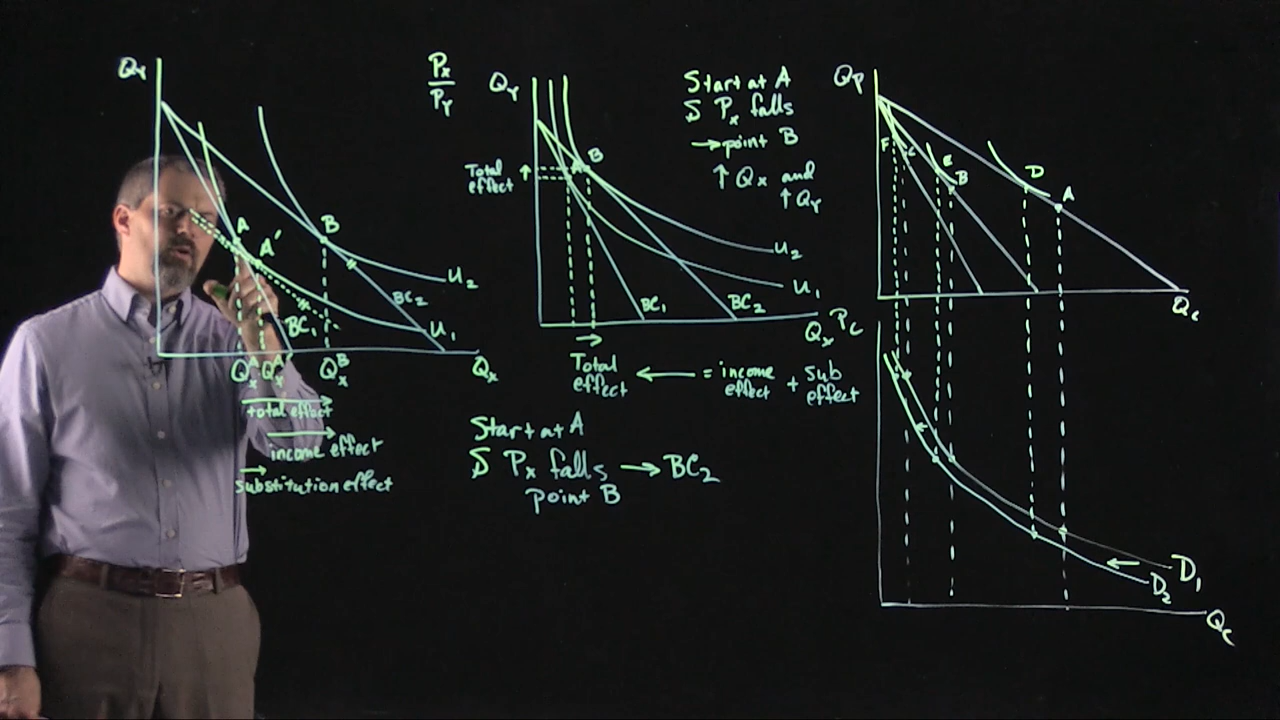 Qy
A
A'
B
U2
BC2
BC1
U1
QxA QxA' QxB
Qx
total effect
income effect
substitution effect
Px
Py
Qy
B
Total
effect
U2
U1
BC1
BC2
Qx
Total
effect
= income effect + sub effect
Start at A
S Px falls
→ point B
↑ Qx and
↑ Qy
Start at A
S Px falls → BC2
point B
QP
F
C
E
B
D
A
Qc
Pc
D1
D2
Qc